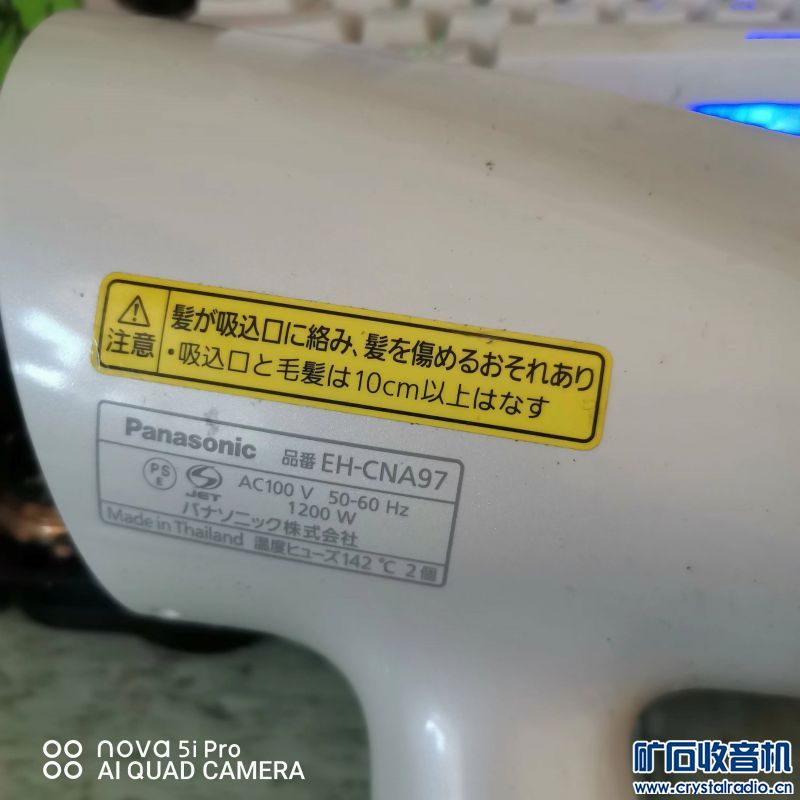 注意
髪が吸込口に絡み、髪を傷めるおそれあり
・吸込口と毛髪は10cm以上はなす
Panasonic 品番 EH-CNA97
PS E JET AC100 V 50-60 Hz
1200 W
パナソニック株式会社
Made in Thailand 温度ヒューズ142 ℃ 2個
nova 5i Pro
AI QUAD CAMERA
矿石收音机
www.crystalradio.cn